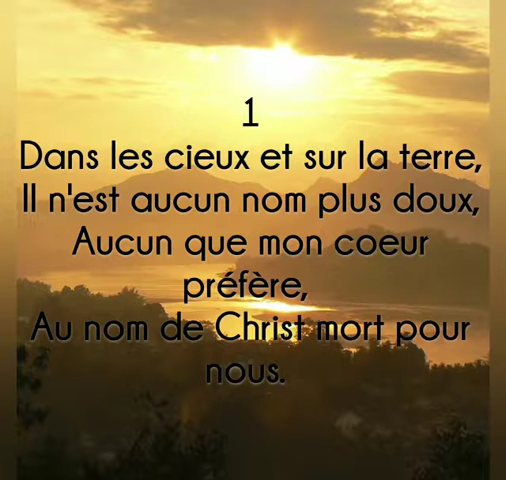 1
Dans les cieux et sur la terre,
Il n'est aucun nom plus doux,
Aucun que mon coeur
préfère,
Au nom de Christ mort pour
nous.